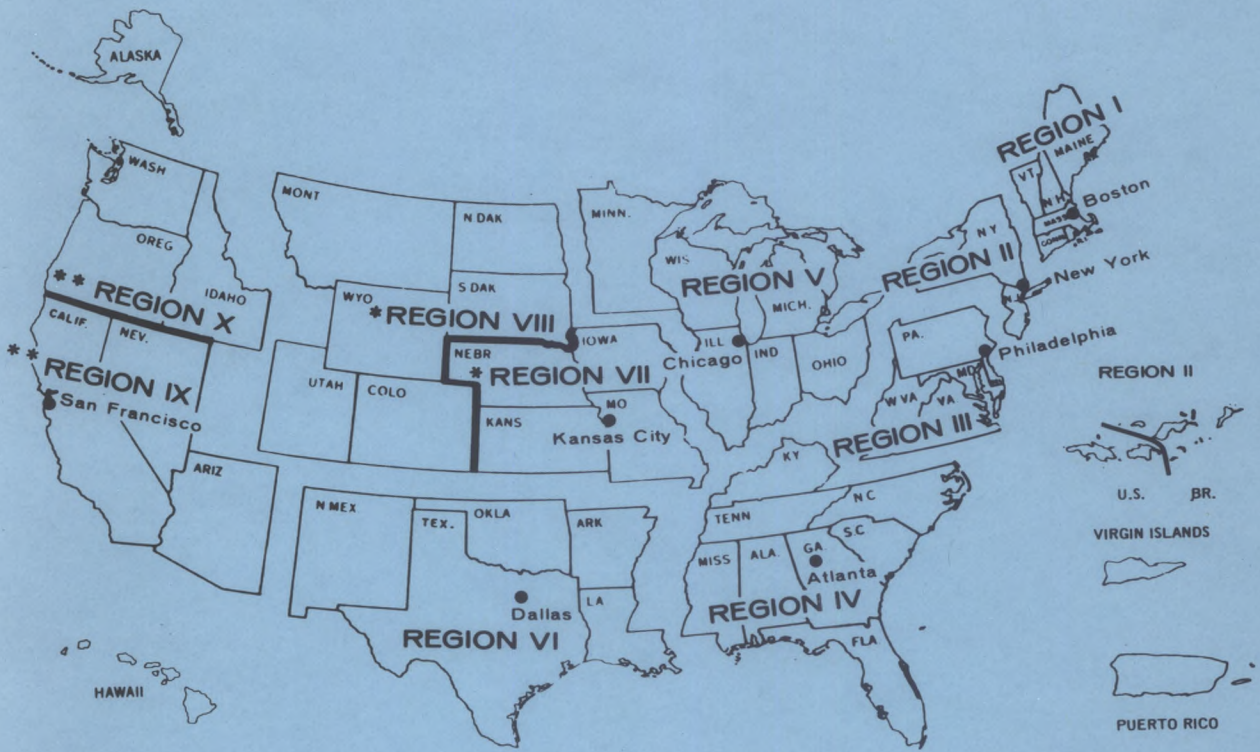 ALASKA
REGION I
MAINE
WASH
VT.
MONT
N H
Boston
N DAK
MINN.
MASS
NY
OREG
CONN
R I
WIS
REGION II
New York
** REGION X
IDAHO
S DAK
REGION V
WYO
MICH.
N J
CALIF.
NEV.
*REGION VIII
IOWA
ILL
IND
OHIO
PA.
Philadelphia
NEBR
Chicago
MD
** REGION IX
* REGION VII
REGION II
UTAH
COLO
W VA
VA
San Francisco
MO
KANS
Kansas City
REGION III
KY
ARIZ
U.S. BR.
N MEX
TEX.
OKLA
ARK
TENN
N C
VIRGIN ISLANDS
S.C
MISS
ALA.
GA.
Atlanta
LA
Dallas
REGION IV
REGION VI
FLA
HAWAII
PUERTO RICO